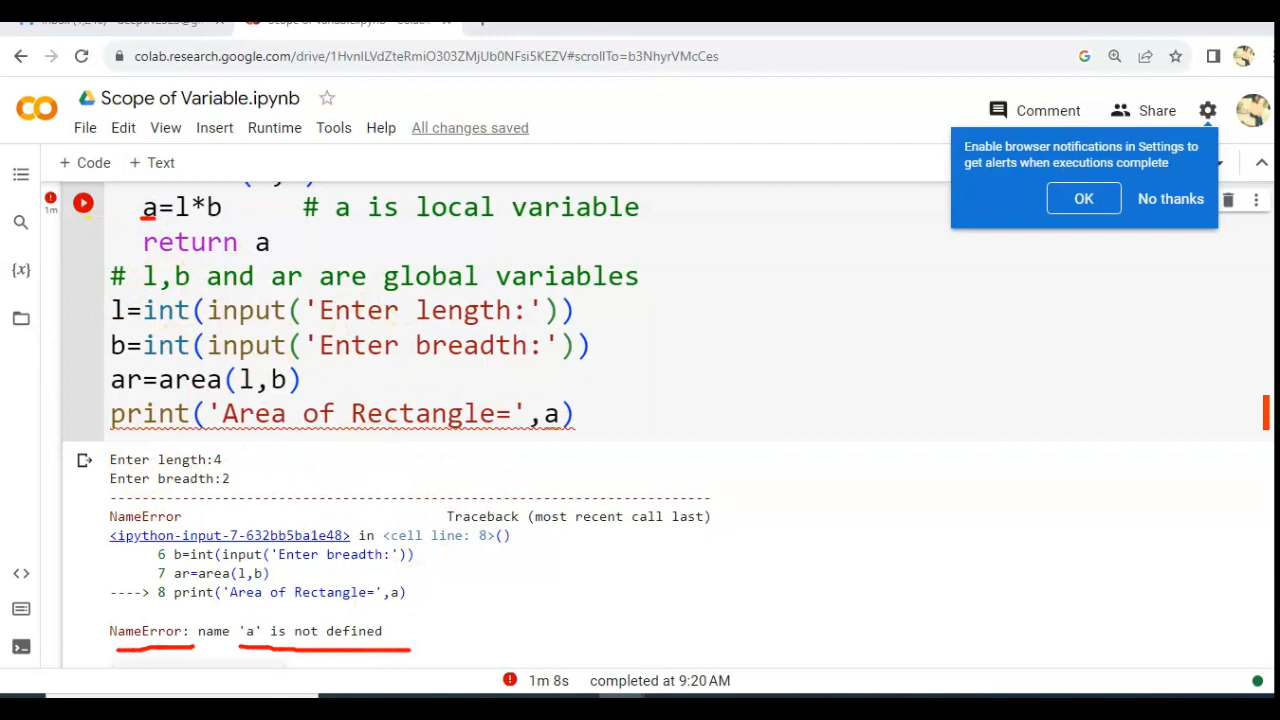 colab.research.google.com/drive/1HvnILVdZteRmiO303ZMjUb0NFsi5KEZV#scrollTo=b3NhyrVMcCes
Scope of Variable.ipynb
Comment
Share
File Edit View Insert Runtime Tools Help All changes saved
Enable browser notifications in Settings to
get alerts when executions complete
OK No thanks
+ Code + Text
a=l*b # a is local variable
1m
return a
# l,b and ar are global variables
l=int(input('Enter length:'))
b=int(input('Enter breadth:'))
ar=area(l,b)
print('Area of Rectangle=',a)
Enter length:4
Enter breadth:2
---------------------------------------------------------------------------
NameError Traceback (most recent call last)
<ipython-input-7-632bb5ba1e48> in <cell line: 8>()
6 b=int(input('Enter breadth:'))
7 ar=area(l,b)
----> 8 print('Area of Rectangle=',a)
NameError: name 'a' is not defined
1m 8s completed at 9:20 AM